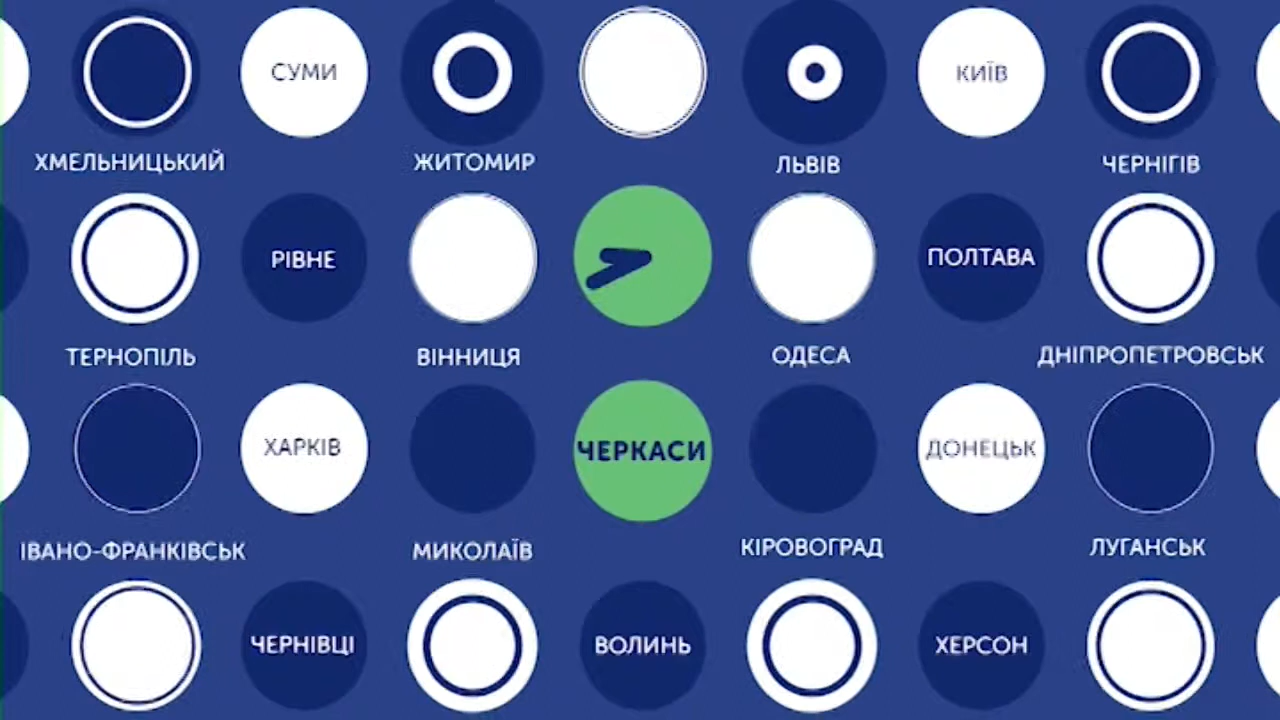 СУМИ
КИЇВ
ХМЕЛЬНИЦЬКИЙ
ЖИТОМИР
ЛЬВІВ
ЧЕРНІГІВ
РІВНЕ
ПОЛТАВА
ТЕРНОПІЛЬ
ВІННИЦЯ
ОДЕСА
ДНІПРОПЕТРОВСЬК
ХАРКІВ
ЧЕРКАСИ
ДОНЕЦЬК
ІВАНО-ФРАНКІВСЬК
МИКОЛАЇВ
КІРОВОГРАД
ЛУГАНСЬК
ЧЕРНІВЦІ
ВОЛИНЬ
ХЕРСОН